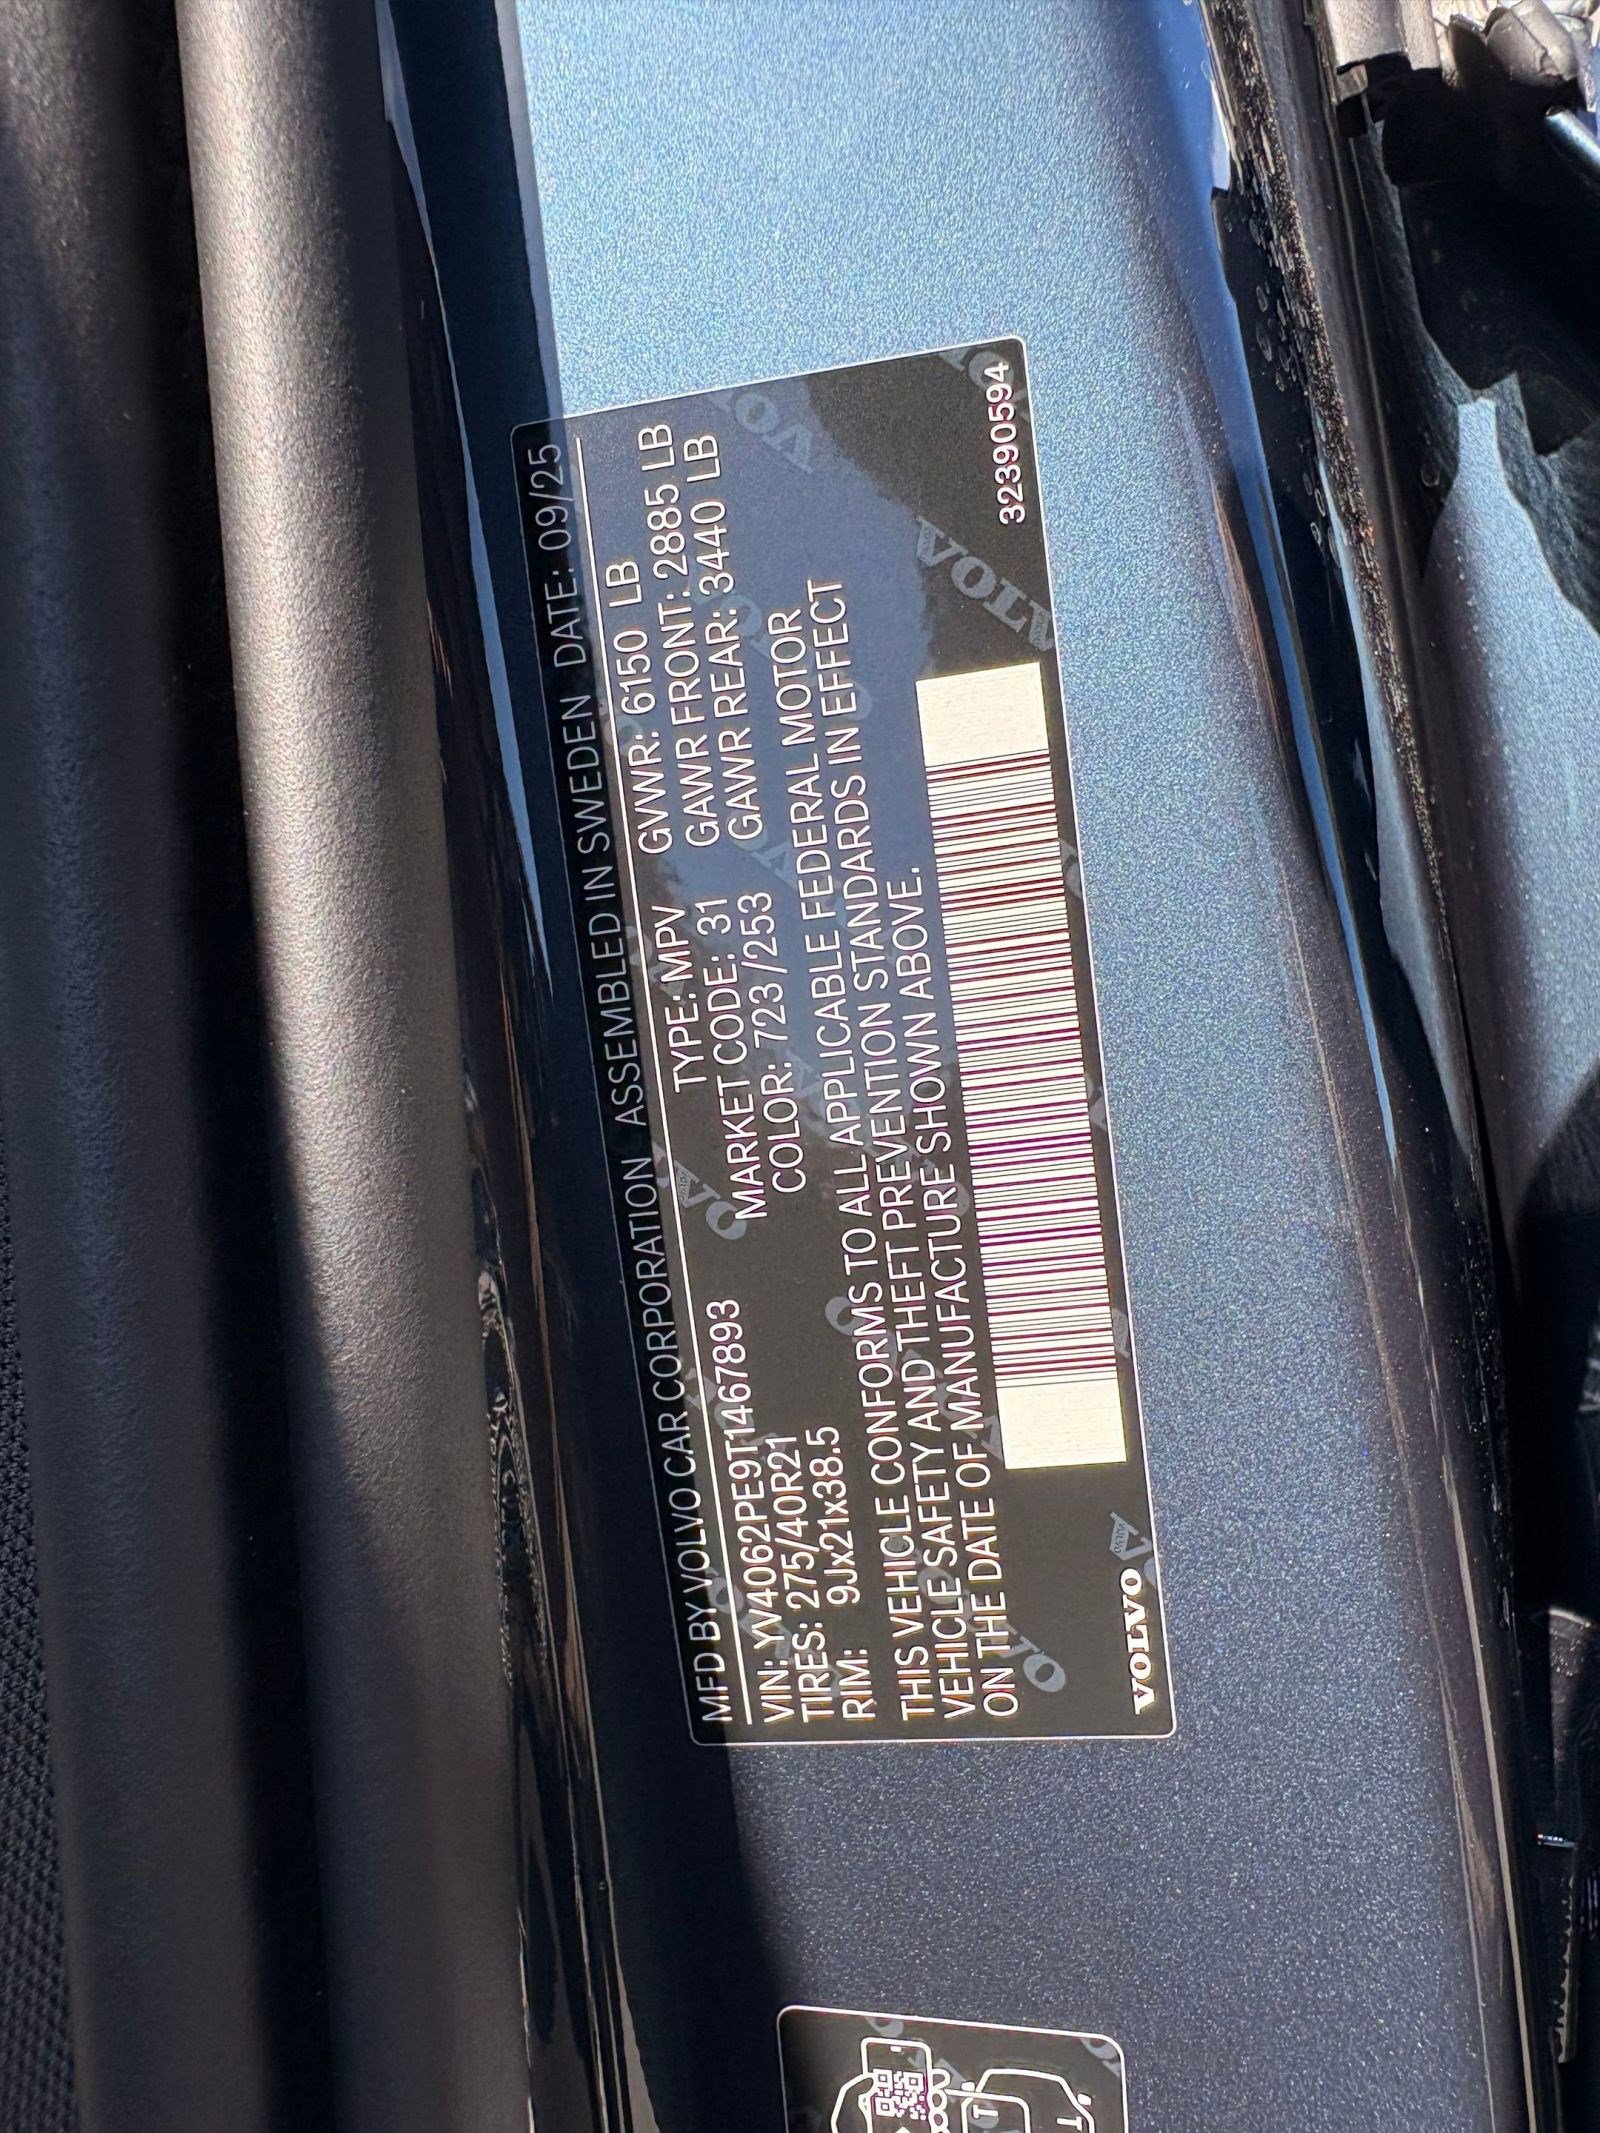 MFD BY VOLVO CAR CORPORATION ASSEMBLED IN SWEDEN DATE: 09/25
VIN: YV4062PE9T1467893 TYPE: MPV GVWR: 6150 LB
TIRES: 275/40R21 MARKET CODE: 31 GAWR FRONT: 2885 LB
RIM: 9Jx21x38.5 COLOR: 723/253 GAWR REAR: 3440 LB
THIS VEHICLE CONFORMS TO ALL APPLICABLE FEDERAL MOTOR
VEHICLE SAFETY AND THEFT PREVENTION STANDARDS IN EFFECT
ON THE DATE OF MANUFACTURE SHOWN ABOVE.
VOLVO 32390594